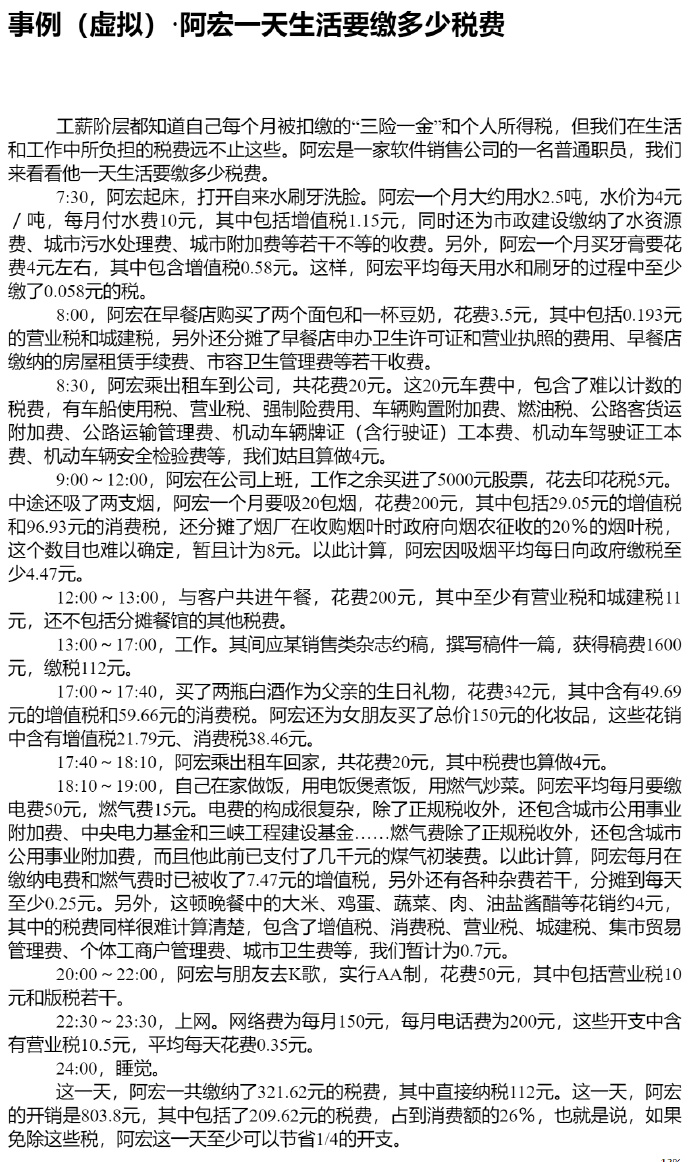 事例（虚拟）·阿宏一天生活要缴多少税费
工薪阶层都知道自己每个月被扣缴的“三险一金”和个人所得税，但我们在生活
和工作中所负担的税费远不止这些。阿宏是一家软件销售公司的一名普通职员，我们
来看看他一天生活要缴多少税费。
7:30，阿宏起床，打开自来水刷牙洗脸。阿宏一个月大约用水2.5吨，水价为4元
／吨，每月付水费10元，其中包括增值税1.15元，同时还为市政建设缴纳了水资源
费、城市污水处理费、城市附加费等若干不等的收费。另外，阿宏一个月买牙膏要花
费4元左右，其中包含增值税0.58元。这样，阿宏平均每天用水和刷牙的过程中至少
缴了0.058元的税。
8:00，阿宏在早餐店购买了两个面包和一杯豆奶，花费3.5元，其中包括0.193元
的营业税和城建税，另外还分摊了早餐店申办卫生许可证和营业执照的费用、早餐店
缴纳的房屋租赁手续费、市容卫生管理费等若干收费。
8:30，阿宏乘出租车到公司，共花费20元。这20元车费中，包含了难以计数的
税费，有车船使用税、营业税、强制险费用、车辆购置附加费、燃油税、公路客货运
附加费、公路运输管理费、机动车辆牌证（含行驶证）工本费、机动车驾驶证工本
费、机动车辆安全检验费等，我们姑且算做4元。
9:00～12:00，阿宏在公司上班，工作之余买进了5000元股票，花去印花税5元。
中途还吸了两支烟，阿宏一个月要吸20包烟，花费200元，其中包括29.05元的增值税
和96.93元的消费税，还分摊了烟厂在收购烟叶时政府向烟农征收的20％的烟叶税，
这个数目也难以确定，暂且计为8元。以此计算，阿宏因吸烟平均每日向政府缴税至
少4.47元。
12:00～13:00，与客户共进午餐，花费200元，其中至少有营业税和城建税11
元，还不包括分摊餐馆的其他税费。
13:00～17:00，工作。其间应某销售类杂志约稿，撰写稿件一篇，获得稿费1600
元，缴税112元。
17:00～17:40，买了两瓶白酒作为父亲的生日礼物，花费342元，其中含有49.69
元的增值税和59.66元的消费税。阿宏还为女朋友买了总价150元的化妆品，这些花销
中含有增值税21.79元、消费税38.46元。
17:40～18:10，阿宏乘出租车回家，共花费20元，其中税费也算做4元。
18:10～19:00，自己在家做饭，用电饭煲煮饭，用燃气炒菜。阿宏平均每月要缴
电费50元，燃气费15元。电费的构成很复杂，除了正规税收外，还包含城市公用事业
附加费、中央电力基金和三峡工程建设基金……燃气费除了正规税收外，还包含城市
公用事业附加费，而且他此前已支付了几千元的煤气初装费。以此计算，阿宏每月在
缴纳电费和燃气费时已被收了7.47元的增值税，另外还有各种杂费若干，分摊到每天
至少0.25元。另外，这顿晚餐中的大米、鸡蛋、蔬菜、肉、油盐酱醋等花销约4元，
其中的税费同样很难计算清楚，包含了增值税、消费税、营业税、城建税、集市贸易
管理费、个体工商户管理费、城市卫生费等，我们暂计为0.7元。
20:00～22:00，阿宏与朋友去K歌，实行AA制，花费50元，其中包括营业税10
元和版税若干。
22:30～23:30，上网。网络费为每月150元，每月电话费为200元，这些开支中含
有营业税10.5元，平均每天花费0.35元。
24:00，睡觉。
这一天，阿宏一共缴纳了321.62元的税费，其中直接纳税112元。这一天，阿宏
的开销是803.8元，其中包括了209.62元的税费，占到消费额的26％，也就是说，如果
免除这些税，阿宏这一天至少可以节省1/4的开支。